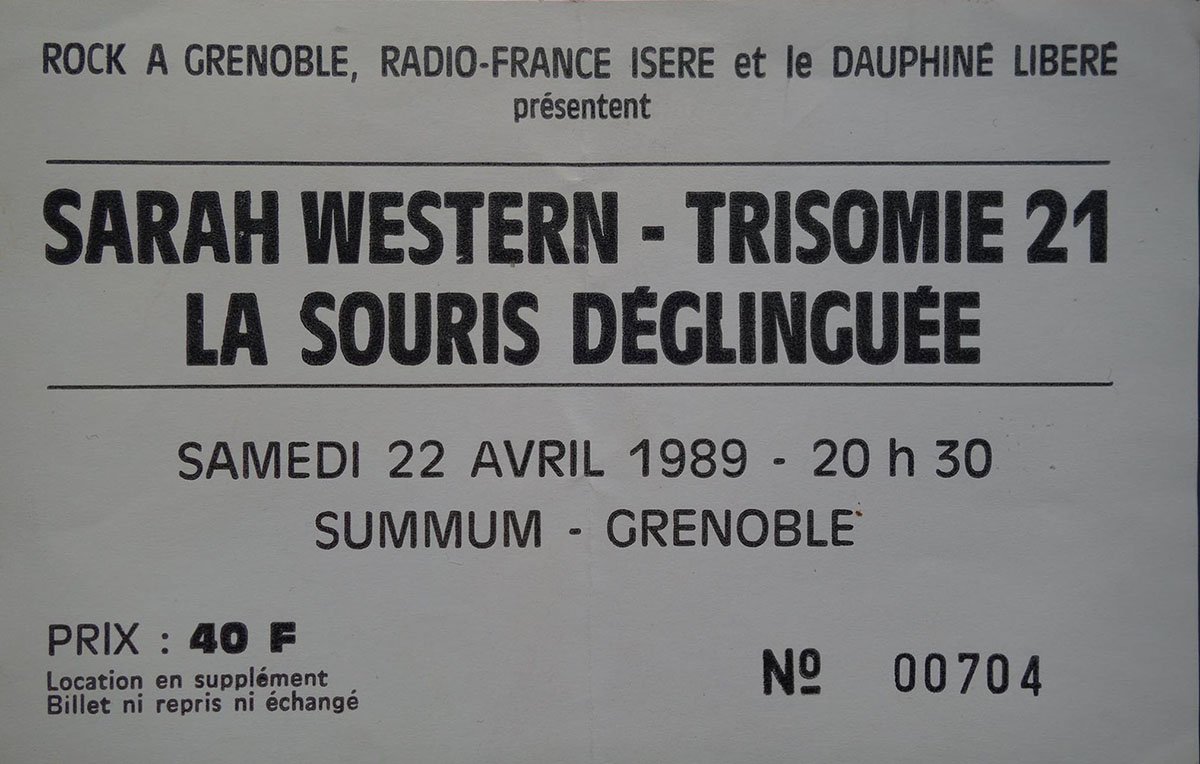 ROCK A GRENOBLE, RADIO-FRANCE ISERE et le DAUPHINÉ LIBERÉ
présentent
SARAH WESTERN - TRISOMIE 21
LA SOURIS DÉGLINGUÉE
SAMEDI 22 AVRIL 1989 - 20 h 30
SUMMUM - GRENOBLE
PRIX : 40 F
Location en supplément
Billet ni repris ni échangé
Nº 00704